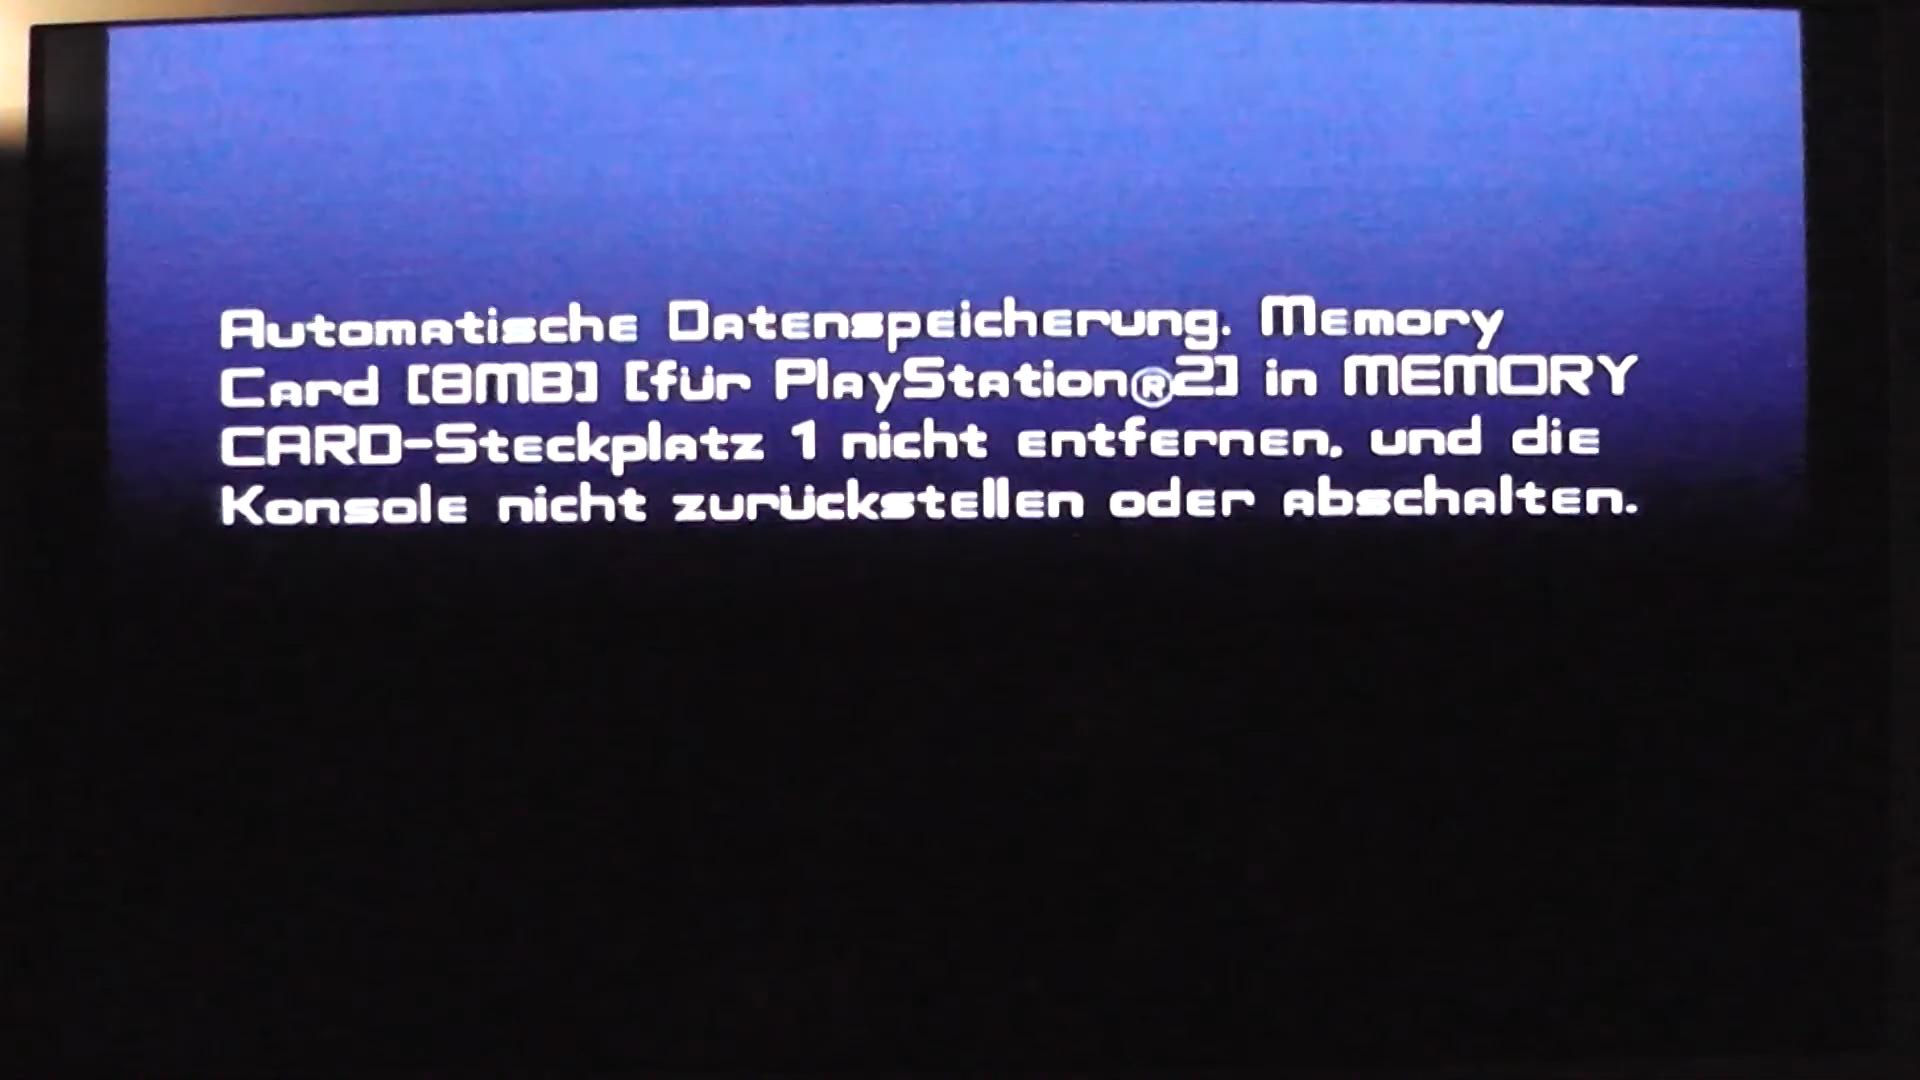 Automatische Datenspeicherung. Memory
Card [8MB] [für PlayStation®2] in MEMORY
CARD-Steckplatz 1 nicht entfernen, und die
Konsole nicht zurückstellen oder abschalten.